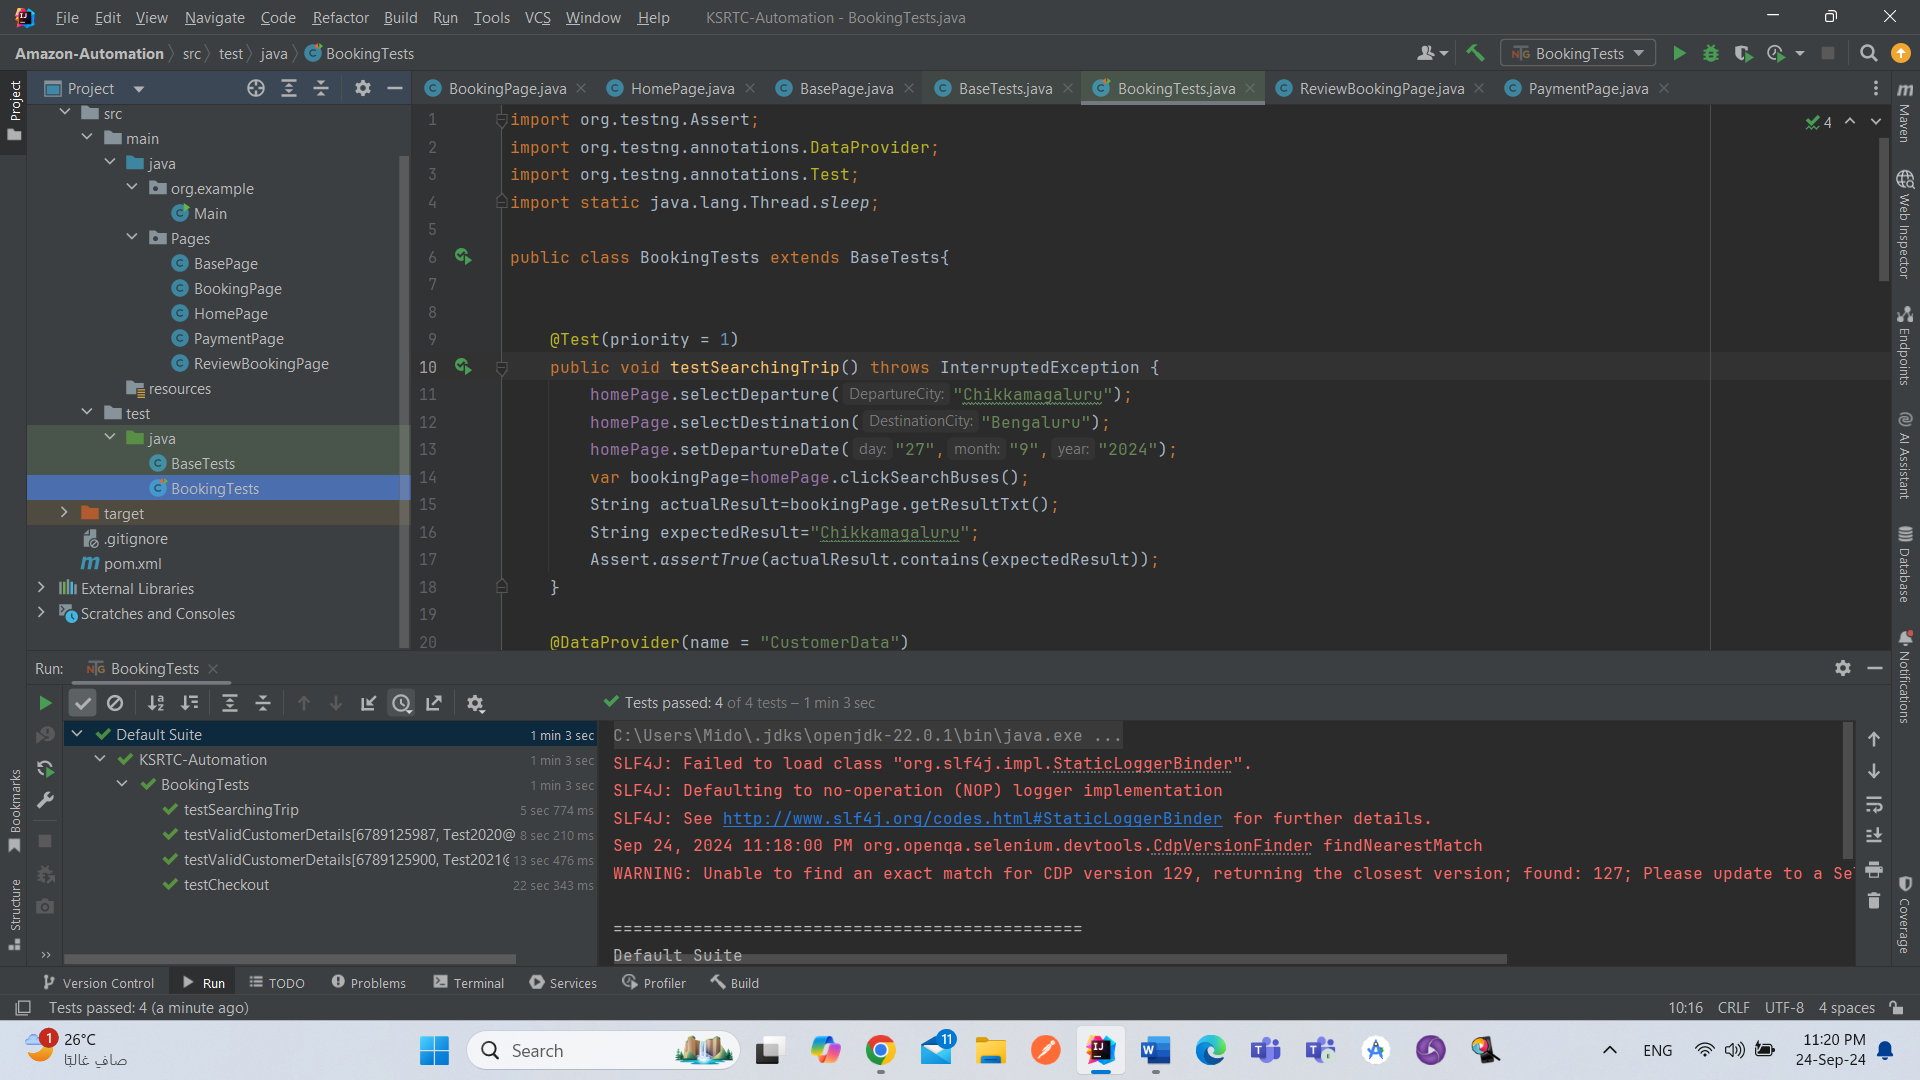 File Edit View Navigate Code Refactor Build Run Tools VCS Window Help KSRTC-Automation - BookingTests.java
Amazon-Automation src test java BookingTests BookingTests
Project
BookingPage.java HomePage.java BasePage.java BaseTests.java BookingTests.java ReviewBookingPage.java PaymentPage.java
src
main
java
org.example
Main
Pages
BasePage
BookingPage
HomePage
PaymentPage
ReviewBookingPage
resources
test
java
BaseTests
BookingTests
target
.gitignore
pom.xml
External Libraries
Scratches and Consoles
4
1 import org.testng.Assert;
2 import org.testng.annotations.DataProvider;
3 import org.testng.annotations.Test;
4 import static java.lang.Thread.sleep;
5
6 public class BookingTests extends BaseTests{
7
8
9 @Test(priority = 1)
10 public void testSearchingTrip() throws InterruptedException {
11 homePage.selectDeparture( DepartureCity: "Chikkamagaluru");
12 homePage.selectDestination( DestinationCity: "Bengaluru");
13 homePage.setDepartureDate( day: "27", month: "9", year: "2024");
14 var bookingPage=homePage.clickSearchBuses();
15 String actualResult=bookingPage.getResultTxt();
16 String expectedResult="Chikkamagaluru";
17 Assert.assertTrue(actualResult.contains(expectedResult));
18 }
19
20 @DataProvider(name = "CustomerData")
Project
Bookmarks
Structure
Maven
Web Inspector
Endpoints
AI Assistant
Database
Notifications
Coverage
Run: BookingTests
Tests passed: 4 of 4 tests – 1 min 3 sec
Default Suite 1 min 3 sec
KSRTC-Automation 1 min 3 sec
BookingTests 1 min 3 sec
testSearchingTrip 5 sec 774 ms
testValidCustomerDetails[6789125987, Test2020@ 8 sec 210 ms
testValidCustomerDetails[6789125900, Test2021@ 13 sec 476 ms
testCheckout 22 sec 343 ms
C:\Users\Mido\.jdks\openjdk-22.0.1\bin\java.exe ...
SLF4J: Failed to load class "org.slf4j.impl.StaticLoggerBinder".
SLF4J: Defaulting to no-operation (NOP) logger implementation
SLF4J: See http://www.slf4j.org/codes.html#StaticLoggerBinder for further details.
Sep 24, 2024 11:18:00 PM org.openqa.selenium.devtools.CdpVersionFinder findNearestMatch
WARNING: Unable to find an exact match for CDP version 129, returning the closest version; found: 127; Please update to a Se
===============================================
Default Suite
Version Control Run TODO Problems Terminal Services Profiler Build
Tests passed: 4 (a minute ago) 10:16 CRLF UTF-8 4 spaces
1 26°C
صافٍ غالبًا
Search
11
ENG
11:20 PM
24-Sep-24